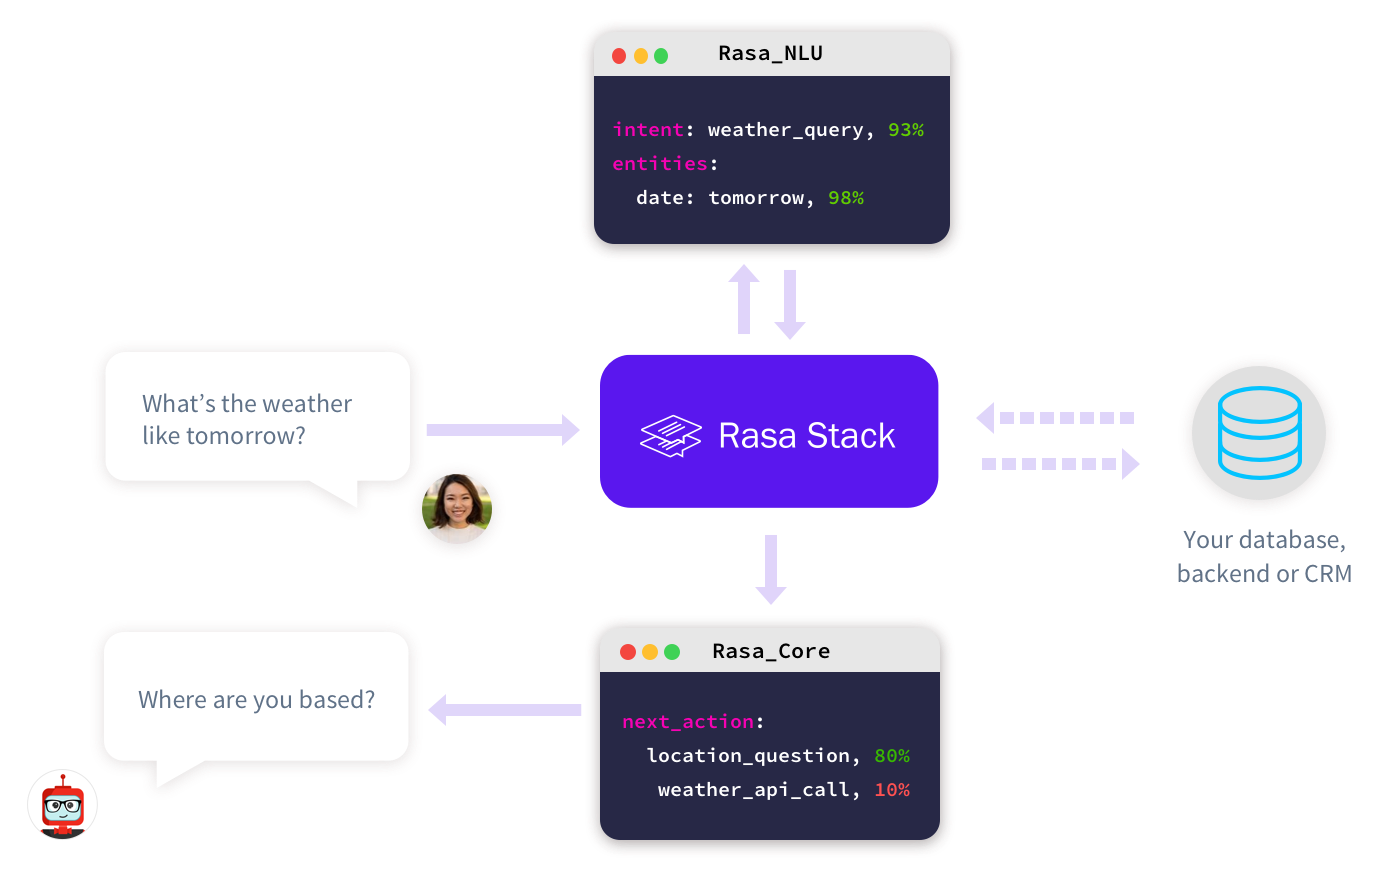 Rasa_NLU
intent: weather_query, 93%
entities:
date: tomorrow, 98%
What’s the weather
like tomorrow?
Rasa Stack
Your database,
backend or CRM
Rasa_Core
next_action:
location_question, 80%
weather_api_call, 10%
Where are you based?